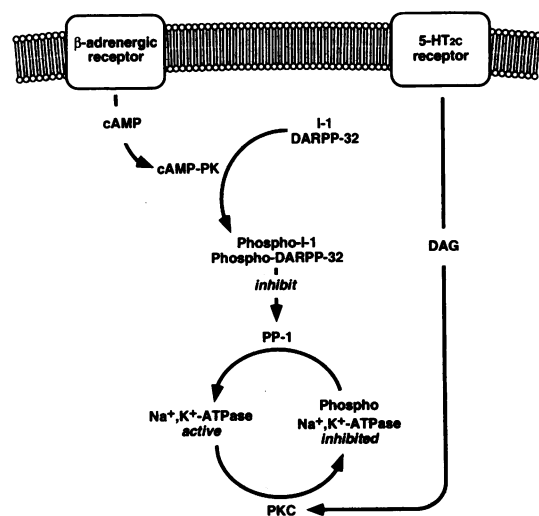 β-adrenergic
receptor
5-HT2C
receptor
cAMP
I-1
DARPP-32
cAMP-PK
Phospho-I-1
Phospho-DARPP-32
DAG
inhibit
PP-1
Na+,K+-ATPase
active
Phospho
Na+,K+-ATPase
inhibited
PKC